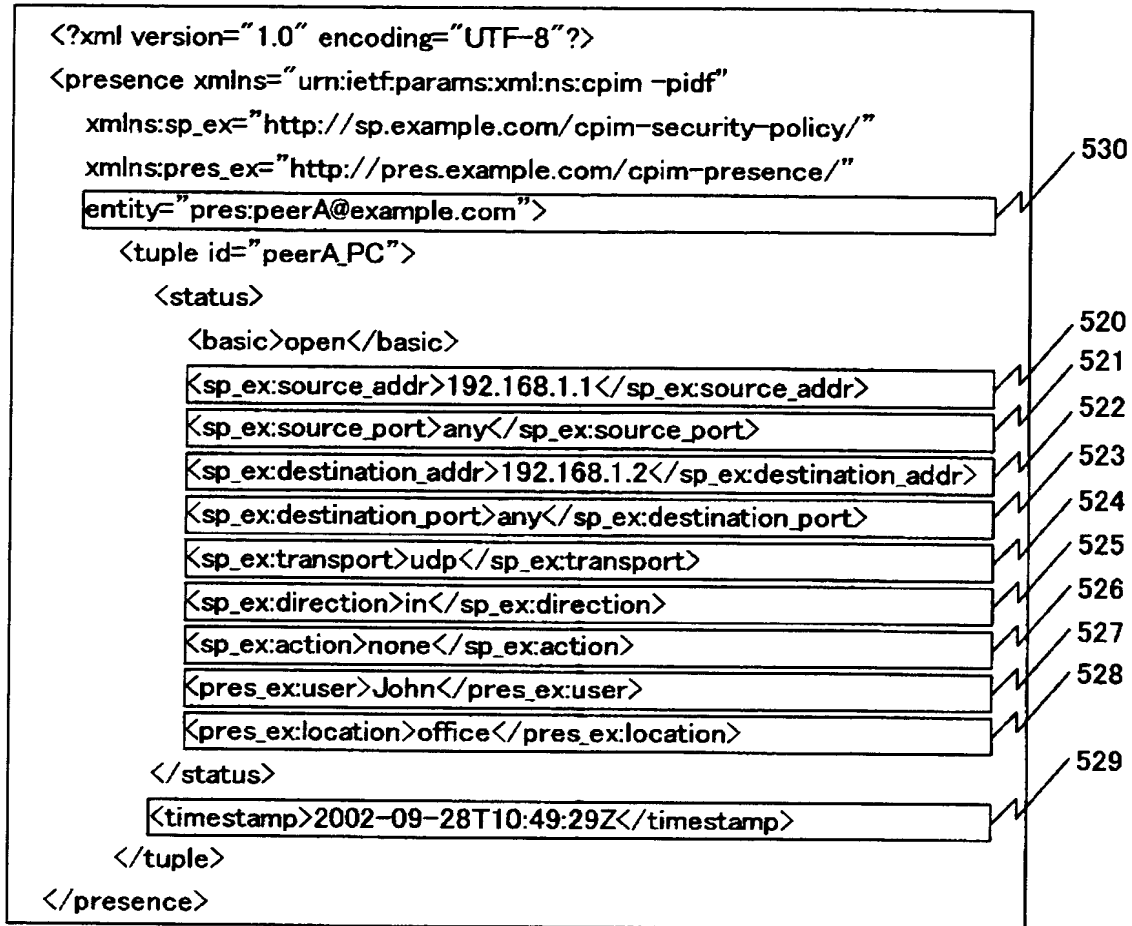 <?xml version="1.0" encoding="UTF-8"?>
<presence xmlns="urn:ietf:params:xml:ns:cpim -pidf"
xmlns:sp_ex="http://sp.example.com/cpim-security-policy/"
xmlns:pres_ex="http://pres.example.com/cpim-presence/"
530
entity="pres:peerA@example.com">
<tuple id="peerA_PC">
<status>
<basic>open</basic>
520
<sp_ex:source_addr>192.168.1.1</sp_ex:source_addr>
521
<sp_ex:source_port>any</sp_ex:source_port>
522
<sp_ex:destination_addr>192.168.1.2</sp_ex:destination_addr>
523
<sp_ex:destination_port>any</sp_ex:destination_port>
524
<sp_ex:transport>udp</sp_ex:transport>
525
<sp_ex:direction>in</sp_ex:direction>
526
<sp_ex:action>none</sp_ex:action>
527
<pres_ex:user>John</pres_ex:user>
528
<pres_ex:location>office</pres_ex:location>
</status>
529
<timestamp>2002-09-28T10:49:29Z</timestamp>
</tuple>
</presence>